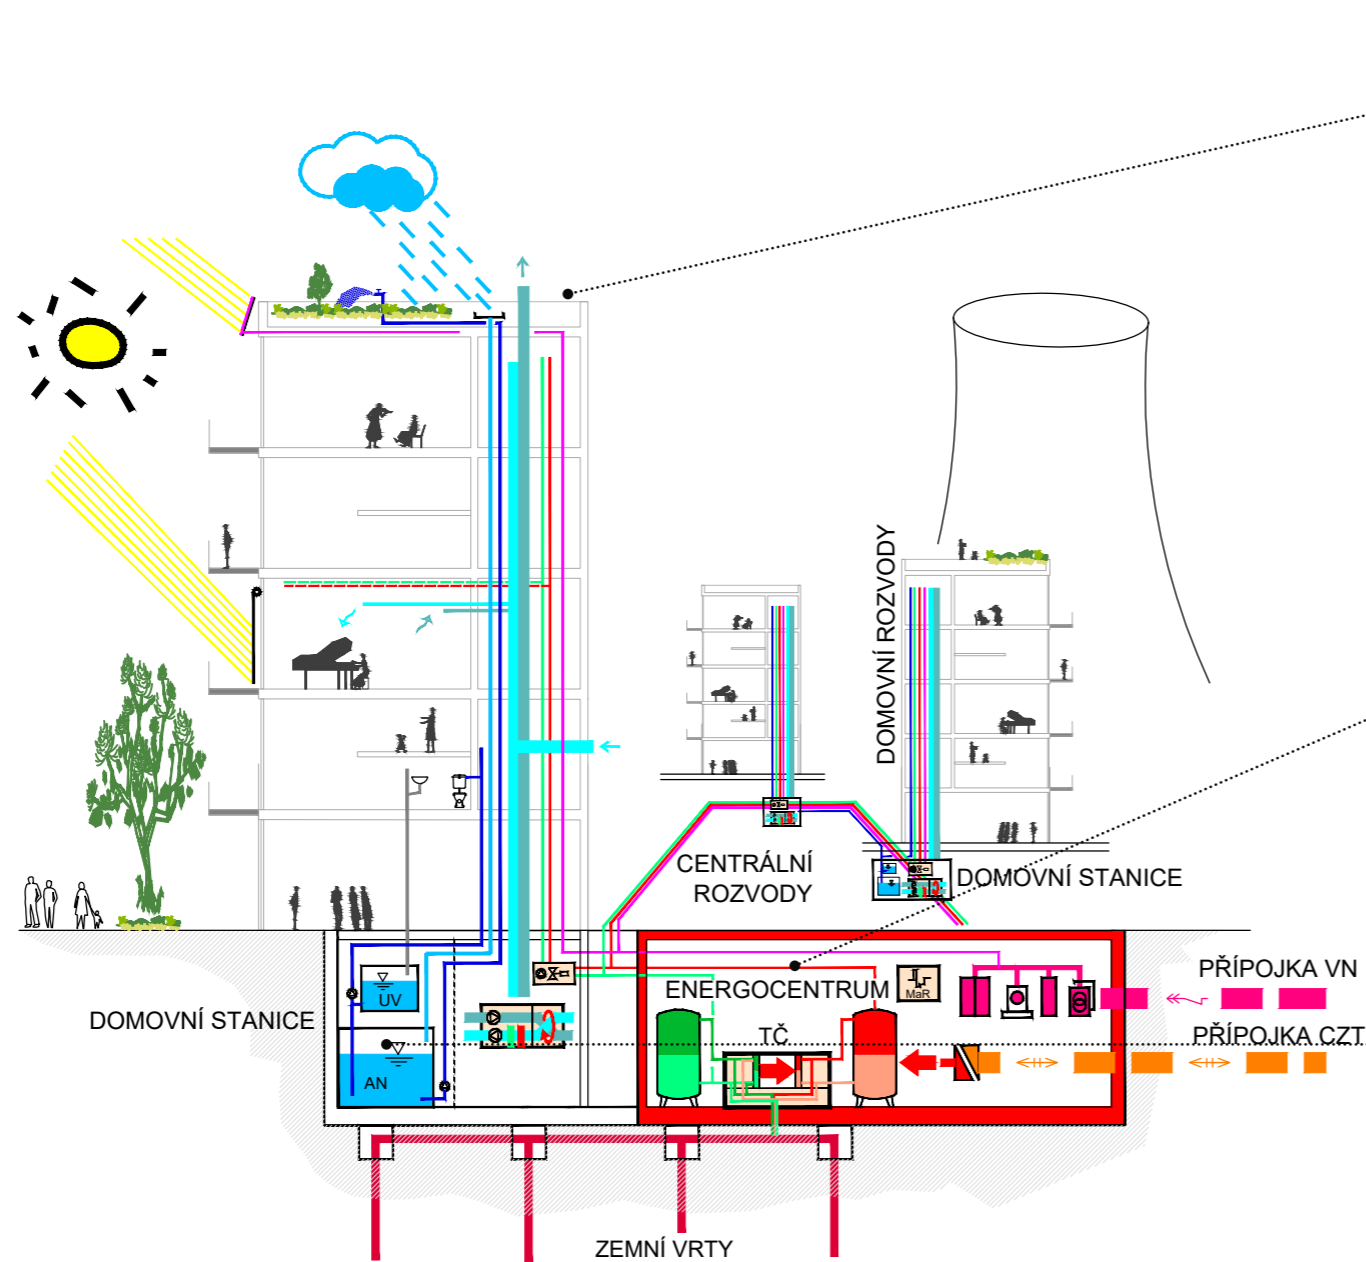 DOMOVNÍ ROZVODY
CENTRÁLNÍ
ROZVODY
DOMOVNÍ STANICE
PŘÍPOJKA VN
ENERGOCENTRUM
MaR
UV
DOMOVNÍ STANICE
TČ
PŘÍPOJKA CZT
AN
ZEMNÍ VRTY